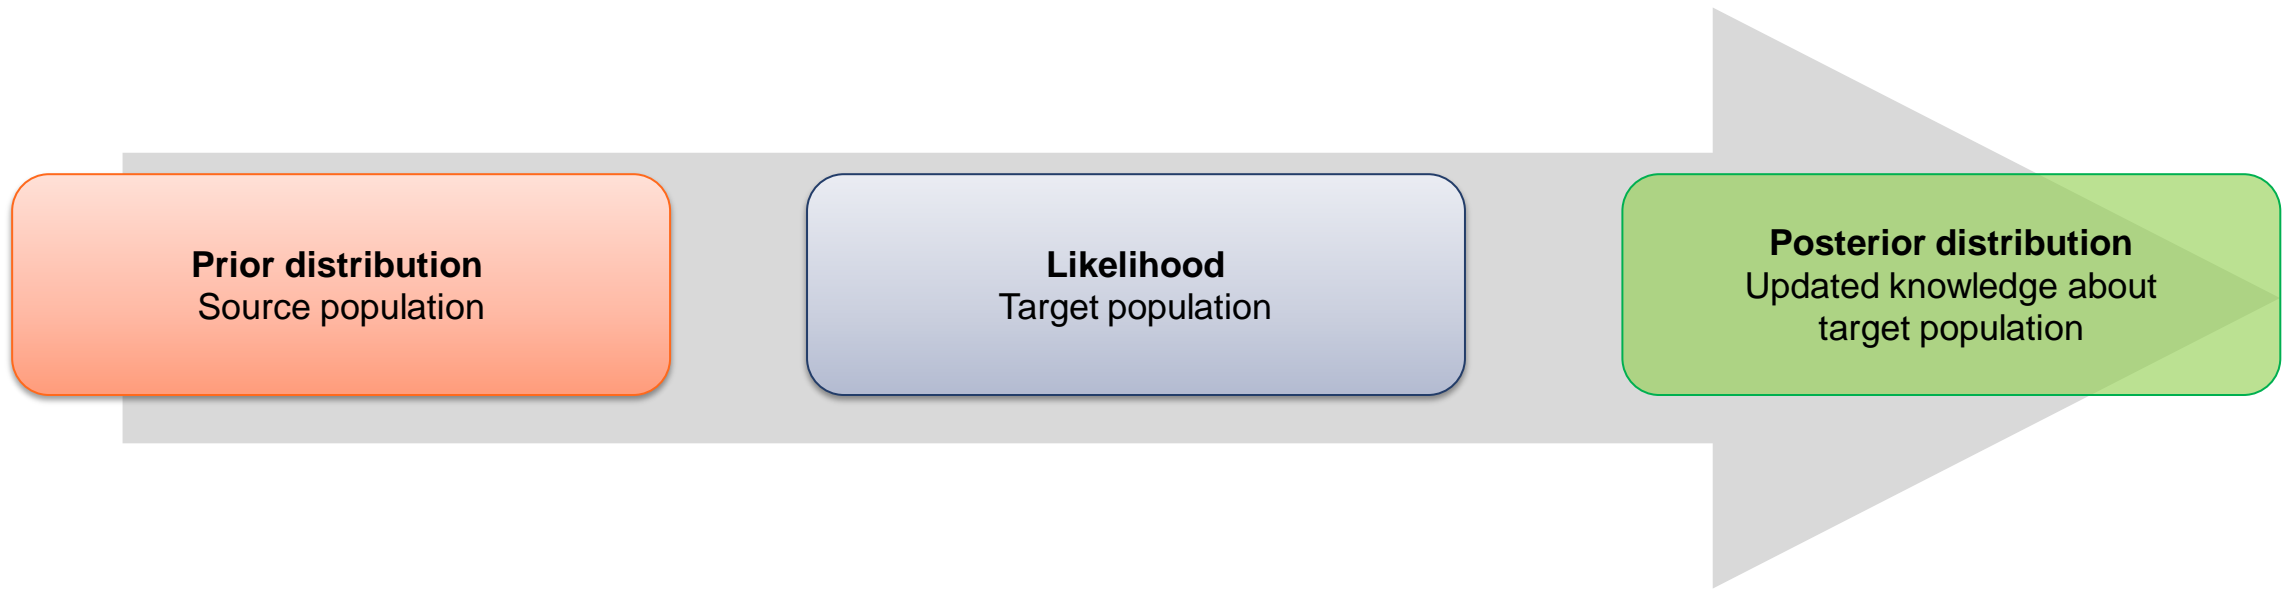 Prior distribution
Source population
Likelihood
Target population
Posterior distribution
Updated knowledge about
target population